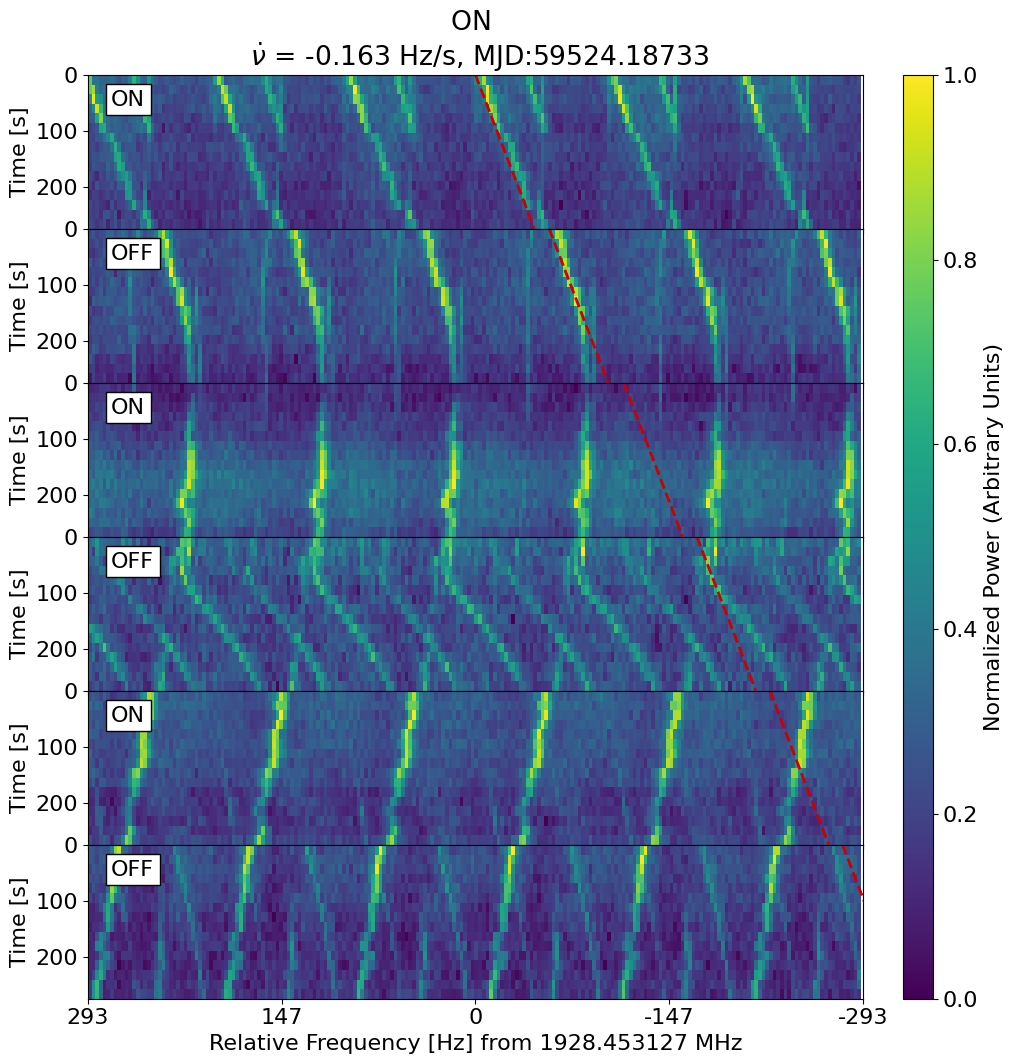 ON
ν̇ = -0.163 Hz/s, MJD:59524.18733
0
ON
100
200
Time [s]
0
OFF
100
200
Time [s]
0
ON
100
200
Time [s]
0
OFF
100
200
Time [s]
0
ON
100
200
Time [s]
0
OFF
100
200
Time [s]
293 147 0 -147 -293
Relative Frequency [Hz] from 1928.453127 MHz
1.0
0.8
0.6
0.4
0.2
0.0
Normalized Power (Arbitrary Units)